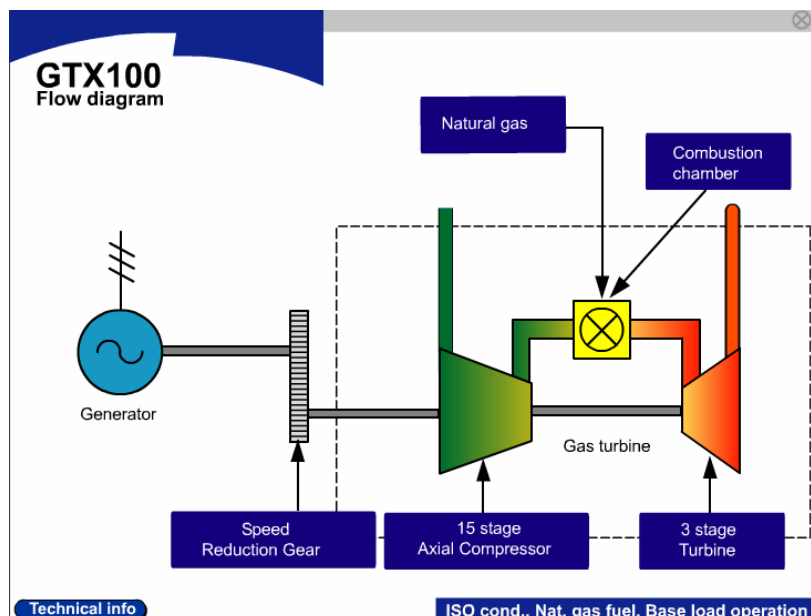 GTX100
Flow diagram
Natural gas
Combustion
chamber
Generator
Gas turbine
Speed
Reduction Gear
15 stage
Axial Compressor
3 stage
Turbine
Technical info
ISO cond., Nat. gas fuel, Base load operation